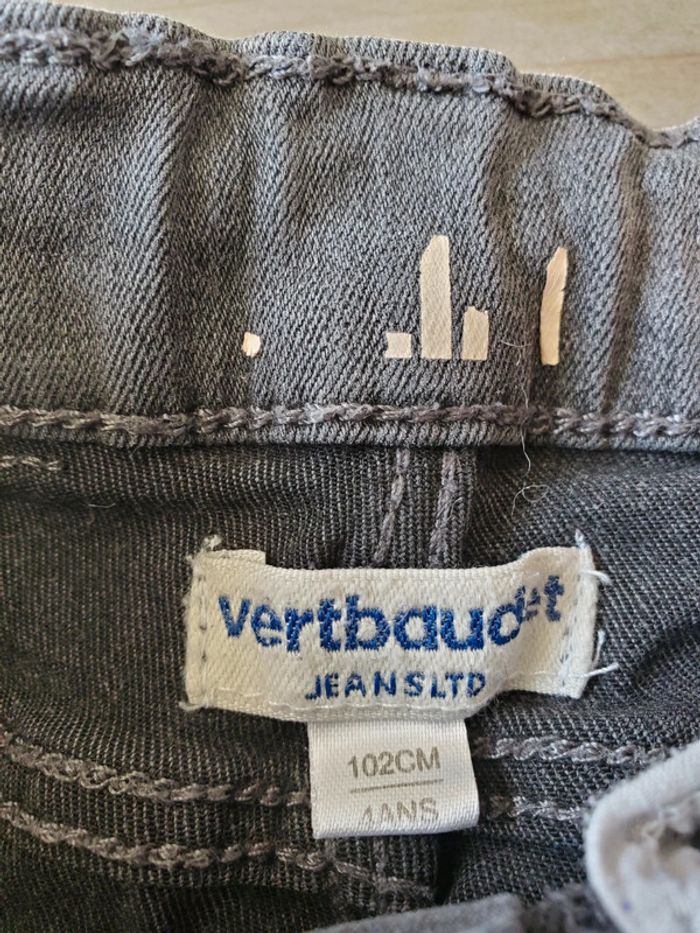 vertbaudet
JEANS LTD
102CM
4ANS